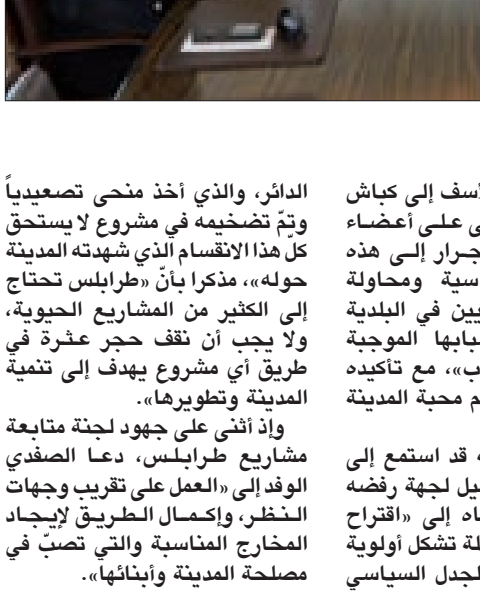 إلى كباش
على أعضاء
إلى هذه
ومحاولة
في البلدية
الموجبة
مع تأكيده
محبة المدينة
قد استمع إلى
لجهة رفضه
إلى «اقتراح
تشكل أولوية
لجدل السياسي
الدائر، والذي أخذ منحى تصعيدياً
وتمّ تضخيمه في مشروع لا يستحق
كلّ هذا الانقسام الذي شهدته المدينة
حوله»، مذكرا بأنّ «طرابلس تحتاج
إلى الكثير من المشاريع الحيوية،
ولا يجب أن نقف حجر عثرة في
طريق أي مشروع يهدف إلى تنمية
المدينة وتطويرها».
وإذ أثنى على جهود لجنة متابعة
مشاريع طرابلس، دعا الصفدي
الوفد إلى «العمل على تقريب وجهات
النظر، وإكمال الطريق لإيجاد
المخارج المناسبة والتي تصبّ في
مصلحة المدينة وأبنائها».